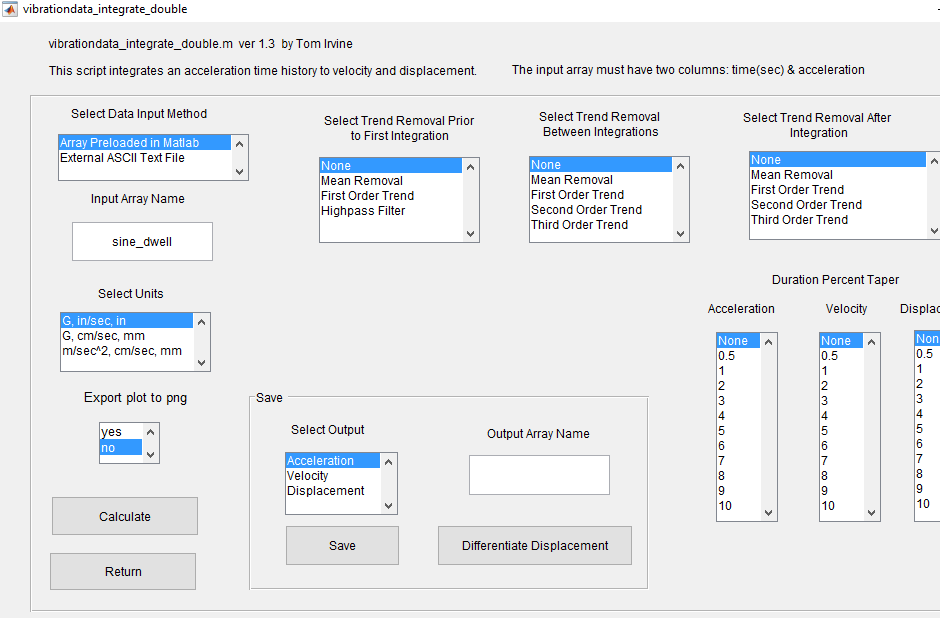 vibrationdata_integrate_double
vibrationdata_integrate_double.m ver 1.3 by Tom Irvine
This script integrates an acceleration time history to velocity and displacement.
The input array must have two columns: time(sec) & acceleration
Select Data Input Method
Array Preloaded in Matlab
External ASCII Text File
Input Array Name
sine_dwell
Select Units
G, in/sec, in
G, cm/sec, mm
m/sec^2, cm/sec, mm
Export plot to png
yes
no
Calculate
Return
Select Trend Removal Prior
to First Integration
None
Mean Removal
First Order Trend
Highpass Filter
Select Trend Removal
Between Integrations
None
Mean Removal
First Order Trend
Second Order Trend
Third Order Trend
Select Trend Removal After
Integration
None
Mean Removal
First Order Trend
Second Order Trend
Third Order Trend
Duration Percent Taper
Acceleration
None
0.5
1
2
3
4
5
6
7
8
9
10
Velocity
None
0.5
1
2
3
4
5
6
7
8
9
10
Displac
Non
0.5
1
2
3
4
5
6
7
8
9
10
Save
Select Output
Acceleration
Velocity
Displacement
Output Array Name
Save
Differentiate Displacement